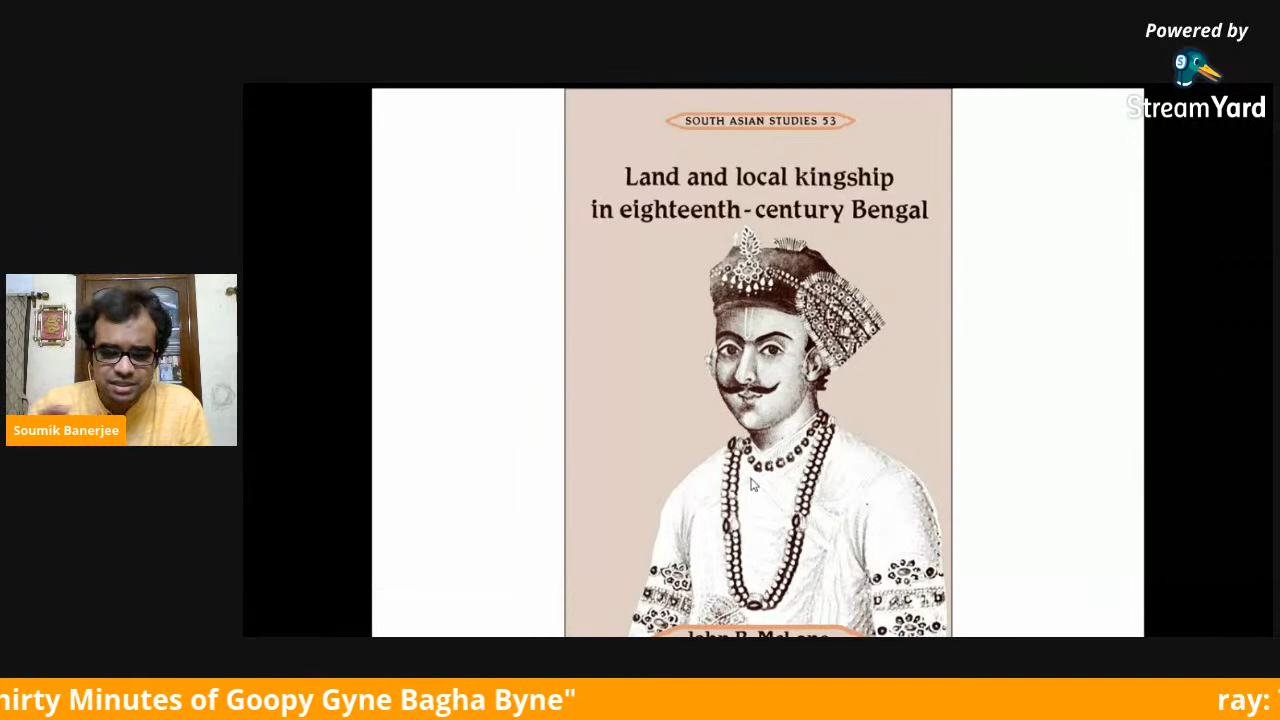 Powered by
StreamYard
SOUTH ASIAN STUDIES 53
Land and local kingship
in eighteenth-century Bengal
Soumik Banerjee
hirty Minutes of Goopy Gyne Bagha Byne"
ray: